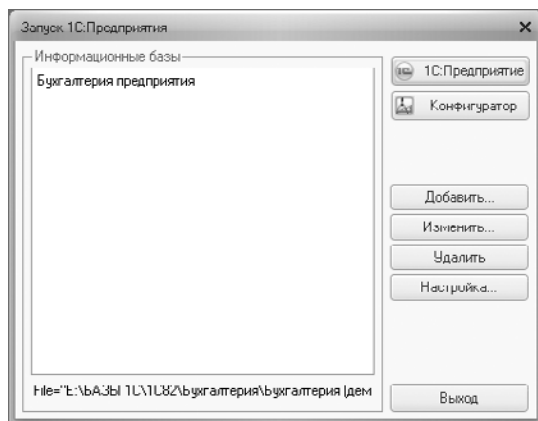 Запуск 1С:Предприятия
Информационные базы
Бухгалтерия предприятия
1С:Предприятие
Конфигуратор
Добавить...
Изменить...
Удалить
Настройка...
File="E:\БАЗЫ 1С\1С82\Бухгалтерия\Бухгалтерия (дем
Выход